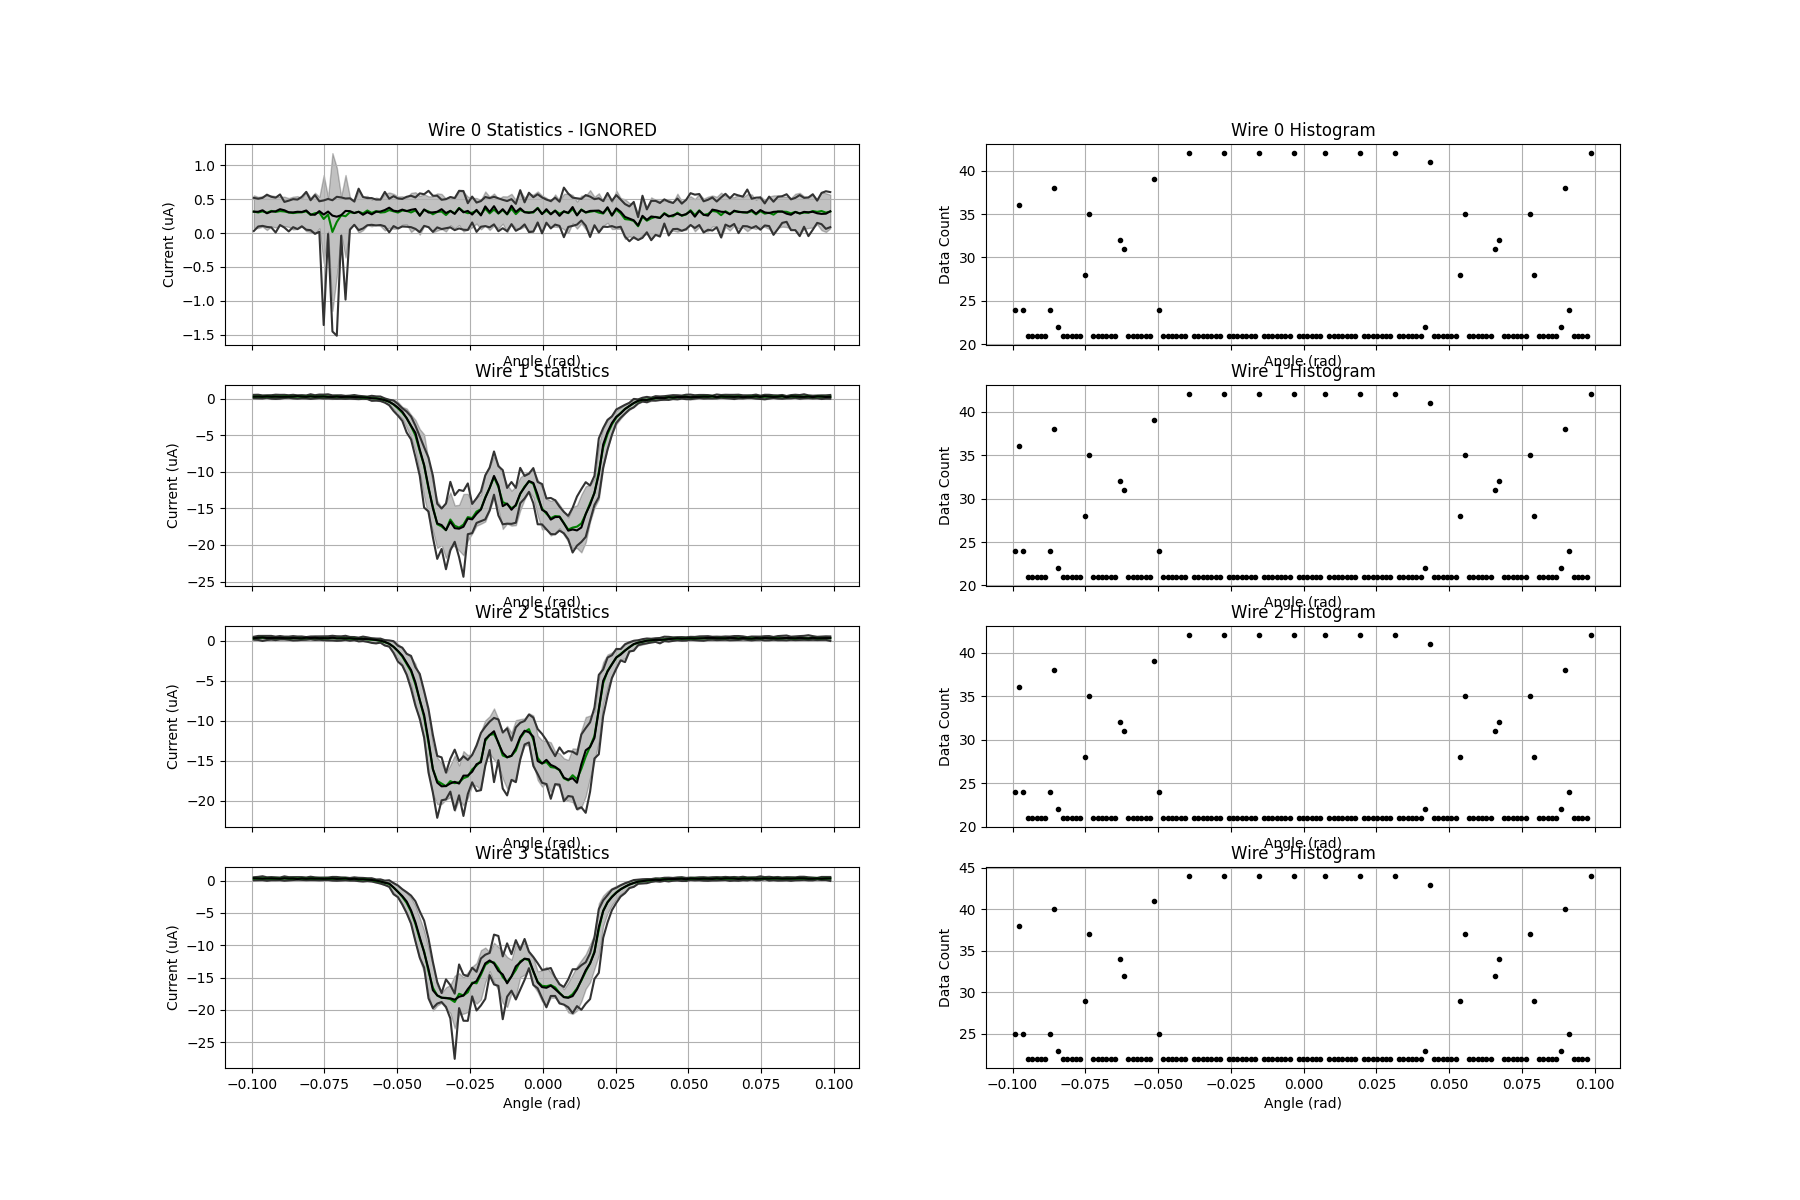 Wire 0 Statistics - IGNORED
Current (uA)
1.0
0.5
0.0
−0.5
−1.0
−1.5
Angle (rad)
Wire 0 Histogram
Data Count
40
35
30
25
20
Angle (rad)
Wire 1 Statistics
Current (uA)
0
−5
−10
−15
−20
−25
Angle (rad)
Wire 1 Histogram
Data Count
40
35
30
25
20
Angle (rad)
Wire 2 Statistics
Current (uA)
0
−5
−10
−15
−20
Angle (rad)
Wire 2 Histogram
Data Count
40
35
30
25
20
Angle (rad)
Wire 3 Statistics
Current (uA)
0
−5
−10
−15
−20
−25
−0.100 −0.075 −0.050 −0.025 0.000 0.025 0.050 0.075 0.100
Angle (rad)
Wire 3 Histogram
Data Count
45
40
35
30
25
−0.100 −0.075 −0.050 −0.025 0.000 0.025 0.050 0.075 0.100
Angle (rad)